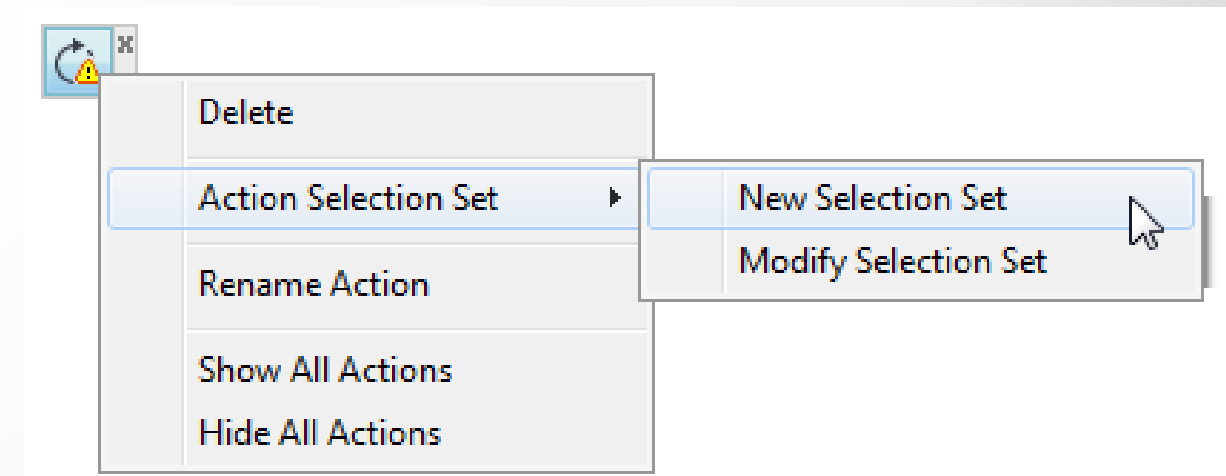 Delete
Action Selection Set
New Selection Set
Modify Selection Set
Rename Action
Show All Actions
Hide All Actions